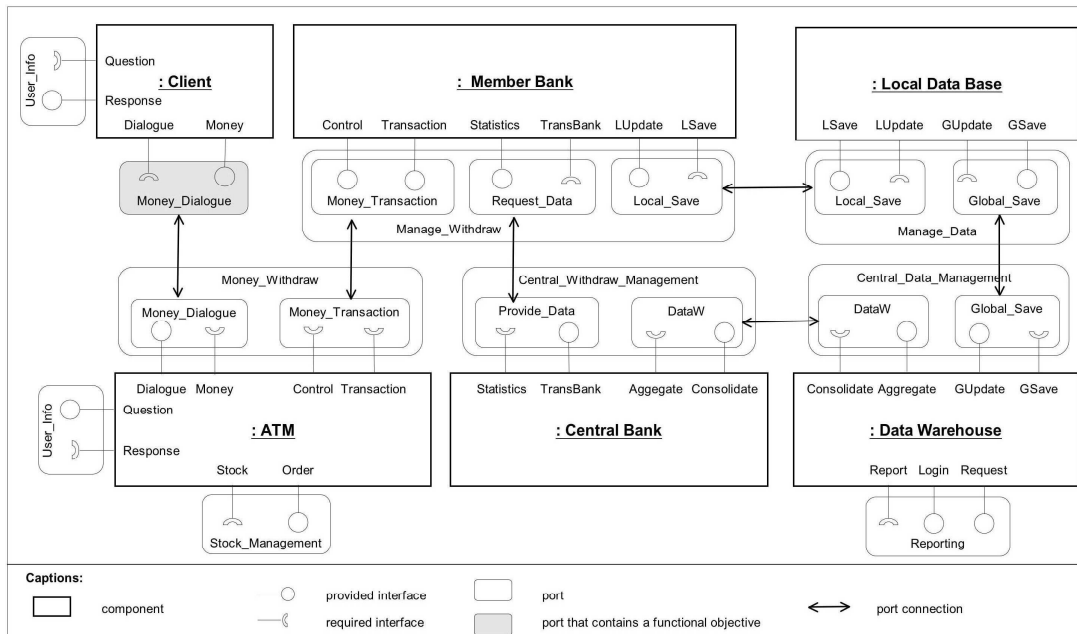 User_Info
Question
: Client
Response
Dialogue Money
Money_Dialogue
: Member Bank
Control Transaction Statistics TransBank LUpdate LSave
Money_Transaction Request_Data Local_Save
Manage_Withdraw
: Local Data Base
LSave LUpdate GUpdate GSave
Local_Save Global_Save
Manage_Data
Money_Withdraw
Money_Dialogue Money_Transaction
Central_Withdraw_Management
Provide_Data DataW
Central_Data_Management
DataW Global_Save
Dialogue Money Control Transaction
User_Info
Question
: ATM
Response
Stock Order
Stock_Management
Statistics TransBank Aggegate Consolidate
: Central Bank
Consolidate Aggregate GUpdate GSave
: Data Warehouse
Report Login Request
Reporting
Captions:
component
provided interface
required interface
port
port that contains a functional objective
port connection